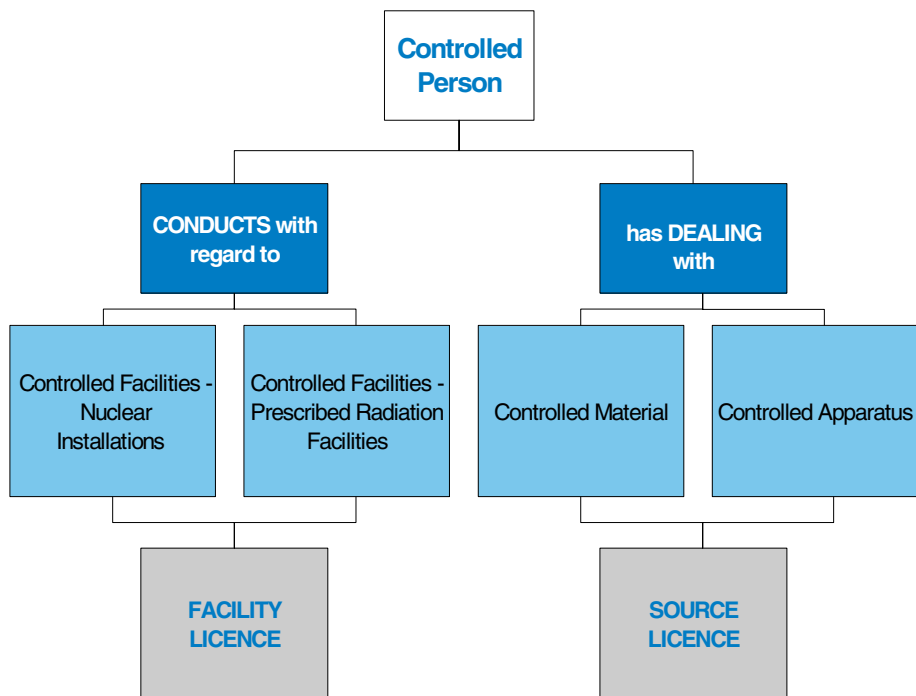 Controlled
Person
CONDUCTS with
regard to
has DEALING
with
Controlled Facilities -
Nuclear
Installations
Controlled Facilities -
Prescribed Radiation
Facilities
Controlled Material
Controlled Apparatus
FACILITY
LICENCE
SOURCE
LICENCE